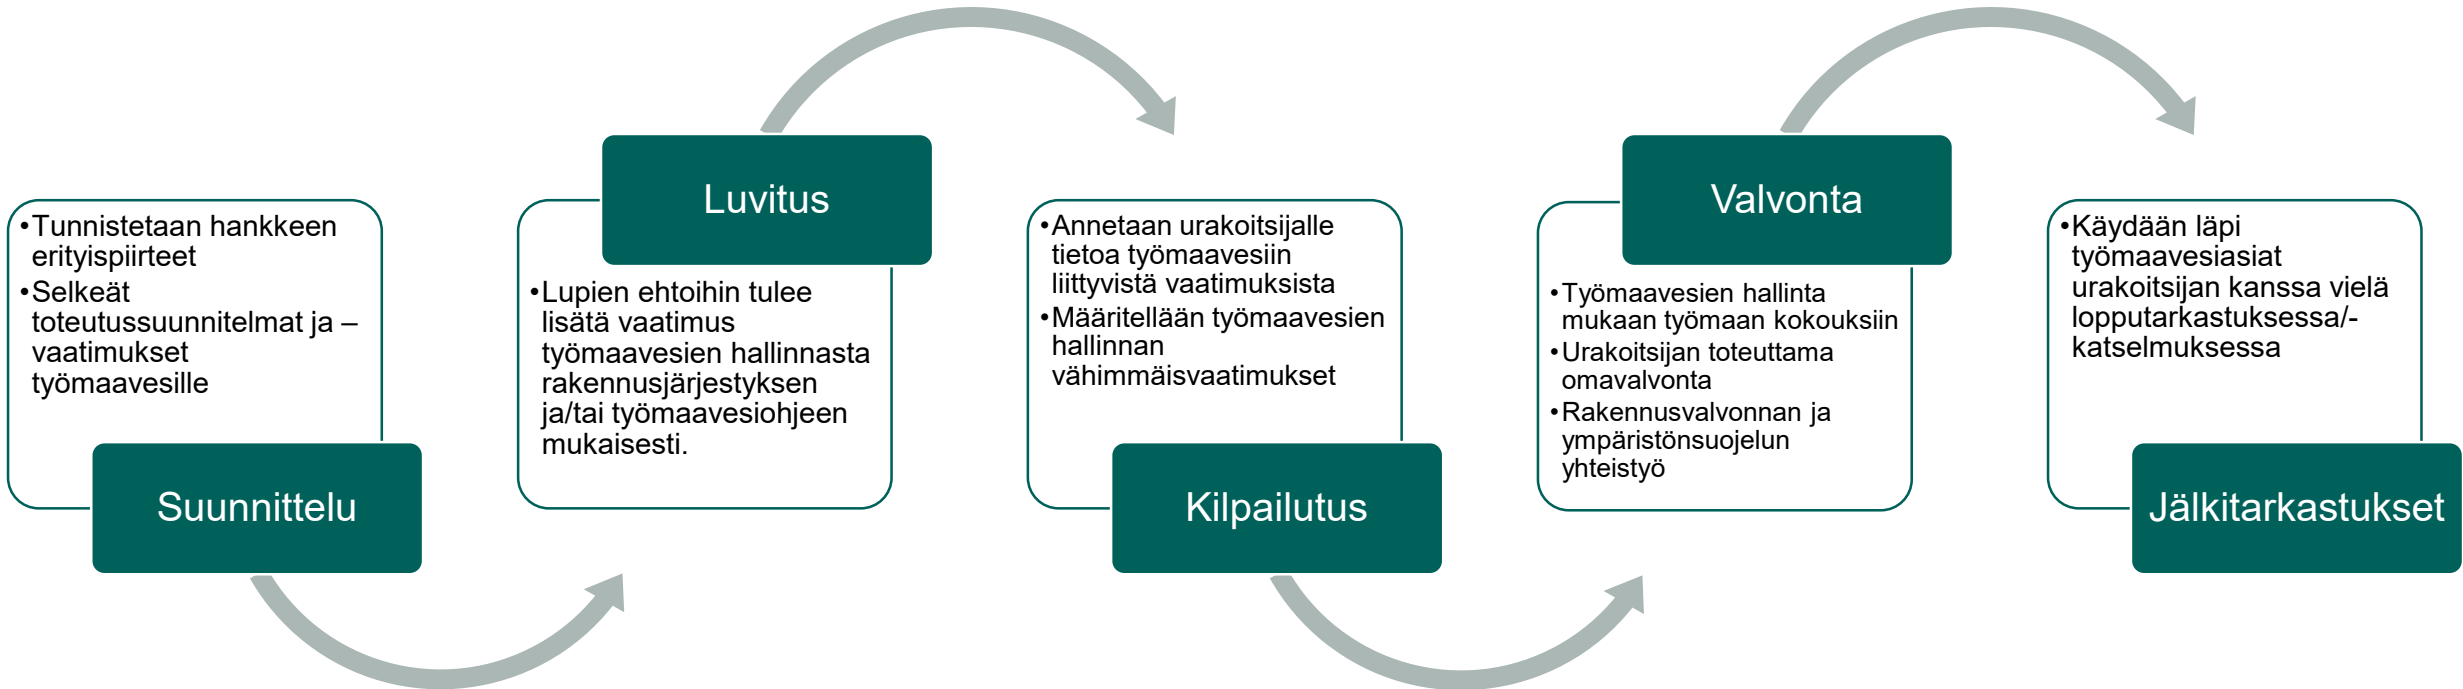 •Tunnistetaan hankkeen
erityispiirteet
•Selkeät
toteutussuunnitelmat ja –
vaatimukset
työmaavesille
Suunnittelu
Luvitus
•Lupien ehtoihin tulee
lisätä vaatimus
työmaavesien hallinnasta
rakennusjärjestyksen
ja/tai työmaavesiohjeen
mukaisesti.
•Annetaan urakoitsijalle
tietoa työmaavesiin
liittyvistä vaatimuksista
•Määritellään työmaavesien
hallinnan
vähimmäisvaatimukset
Kilpailutus
Valvonta
•Työmaavesien hallinta
mukaan työmaan kokouksiin
•Urakoitsijan toteuttama
omavalvonta
•Rakennusvalvonnan ja
ympäristönsuojelun
yhteistyö
•Käydään läpi
työmaavesiasiat
urakoitsijan kanssa vielä
lopputarkastuksessa/-
katselmuksessa
Jälkitarkastukset